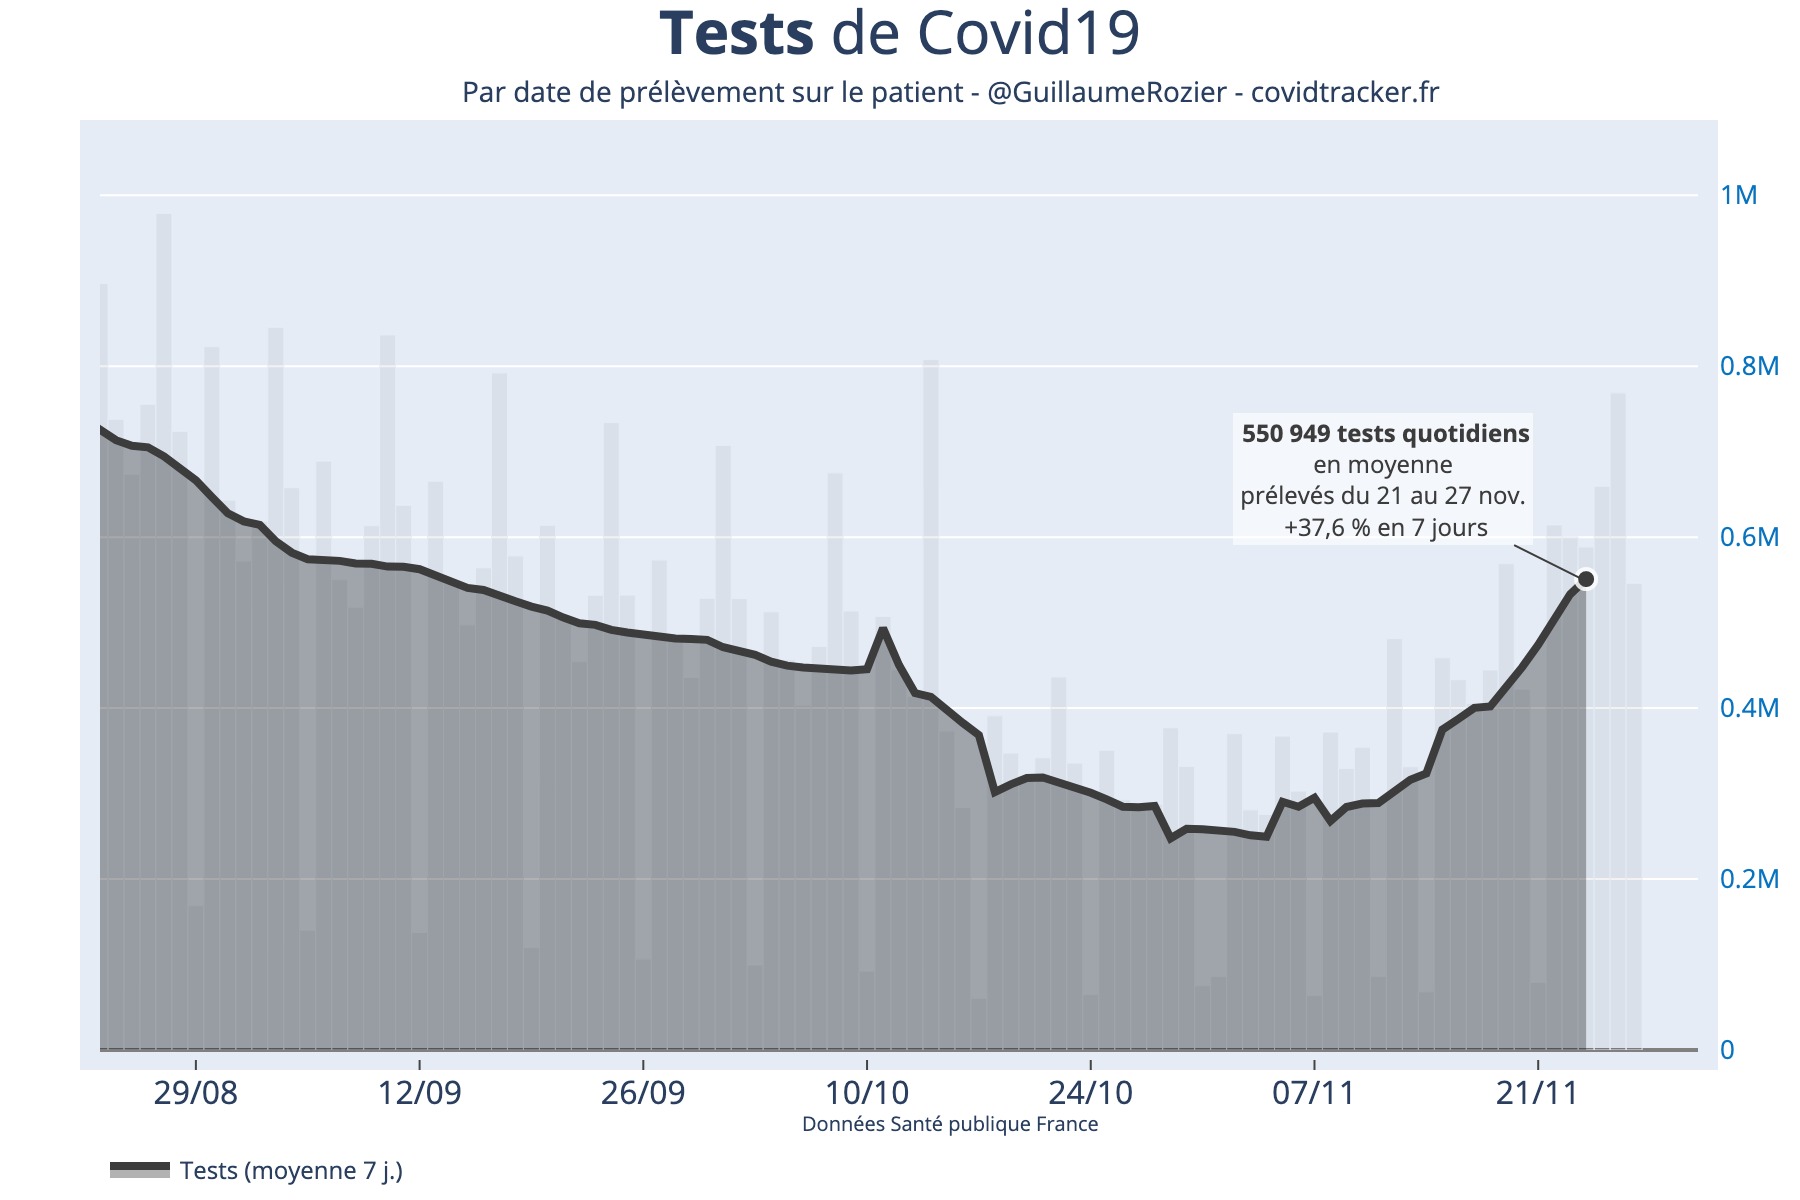 Tests de Covid19
Par date de prélèvement sur le patient - @GuillaumeRozier - covidtracker.fr
1M
0.8M
550 949 tests quotidiens
en moyenne
prélevés du 21 au 27 nov.
+37,6 % en 7 jours
0.6M
0.4M
0.2M
0
29/08 12/09 26/09 10/10 24/10 07/11 21/11
Données Santé publique France
Tests (moyenne 7 j.)